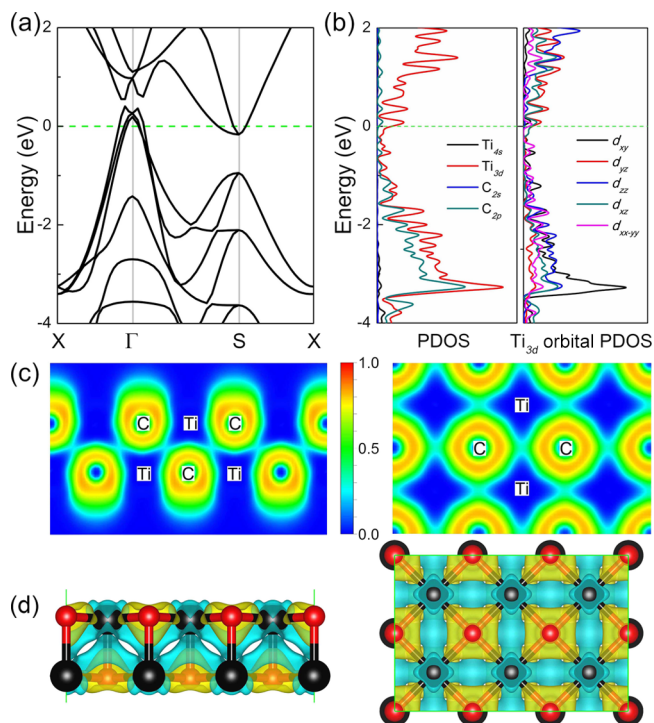 (a)
(b)
2
0
-2
-4
Energy (eV)
X
Γ
S
X
2
0
-2
-4
Energy (eV)
Ti4s
Ti3d
C2s
C2p
dxy
dyz
dzz
dxz
dxx-yy
PDOS
Ti3d orbital PDOS
(c)
C
Ti
C
Ti
C
Ti
1.0
0.5
0.0
Ti
C
C
Ti
(d)